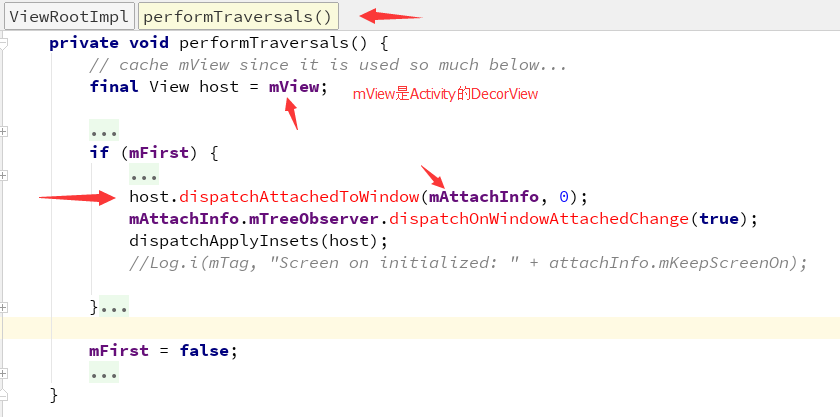 ViewRootImpl performTraversals()
private void performTraversals() {
// cache mView since it is used so much below...
final View host = mView; mView是Activity的DecorView
...
if (mFirst) {
...
host.dispatchAttachedToWindow(mAttachInfo, 0);
mAttachInfo.mTreeObserver.dispatchOnWindowAttachedChange(true);
dispatchApplyInsets(host);
//Log.i(mTag, "Screen on initialized: " + attachInfo.mKeepScreenOn);
}...
mFirst = false;
...
}